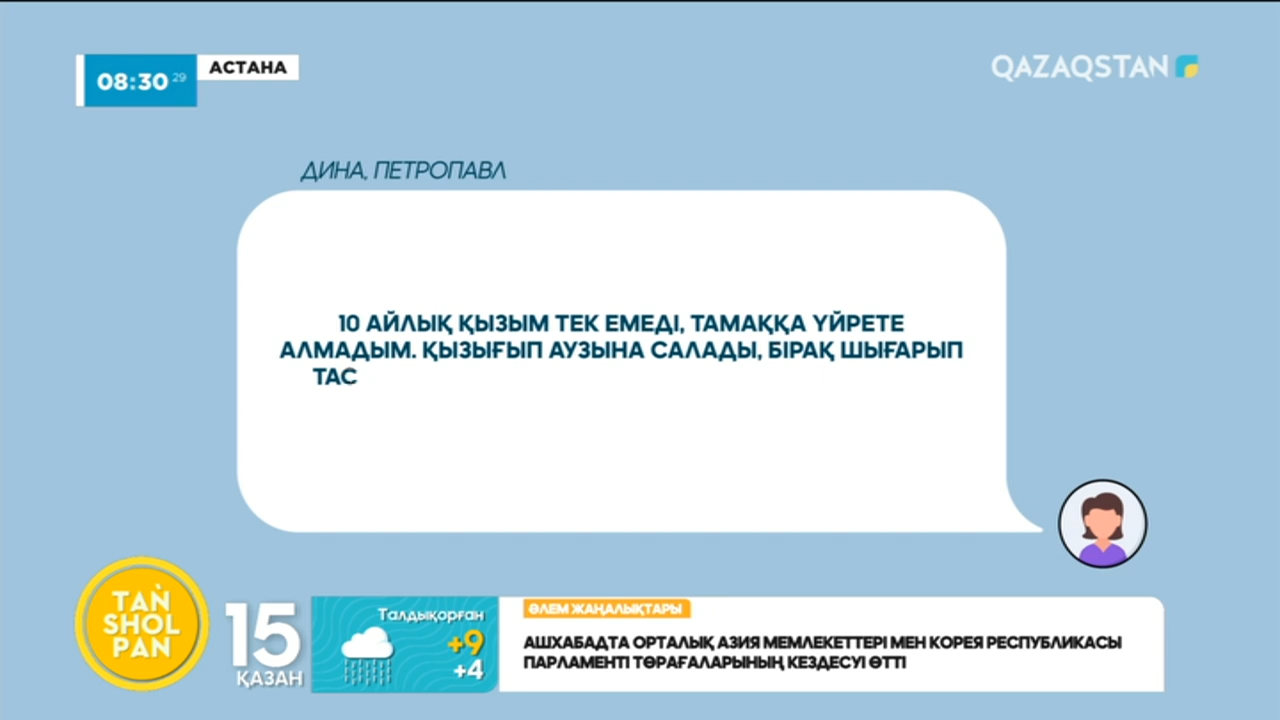 08:30 29
АСТАНА
QAZAQSTAN
ДИНА, ПЕТРОПАВЛ
10 АЙЛЫҚ ҚЫЗЫМ ТЕК ЕМЕДІ, ТАМАҚҚА ҮЙРЕТЕ
АЛМАДЫМ. ҚЫЗЫҒЫП АУЗЫНА САЛАДЫ, БІРАҚ ШЫҒАРЫП
ТАС
TAŃ
SHOL
PAN
15
ҚАЗАН
Талдықорған
+9
+4
ӘЛЕМ ЖАҢАЛЫҚТАРЫ
АШХАБАДТА ОРТАЛЫҚ АЗИЯ МЕМЛЕКЕТТЕРІ МЕН КОРЕЯ РЕСПУБЛИКАСЫ
ПАРЛАМЕНТІ ТӨРАҒАЛАРЫНЫҢ КЕЗДЕСУІ ӨТТІ